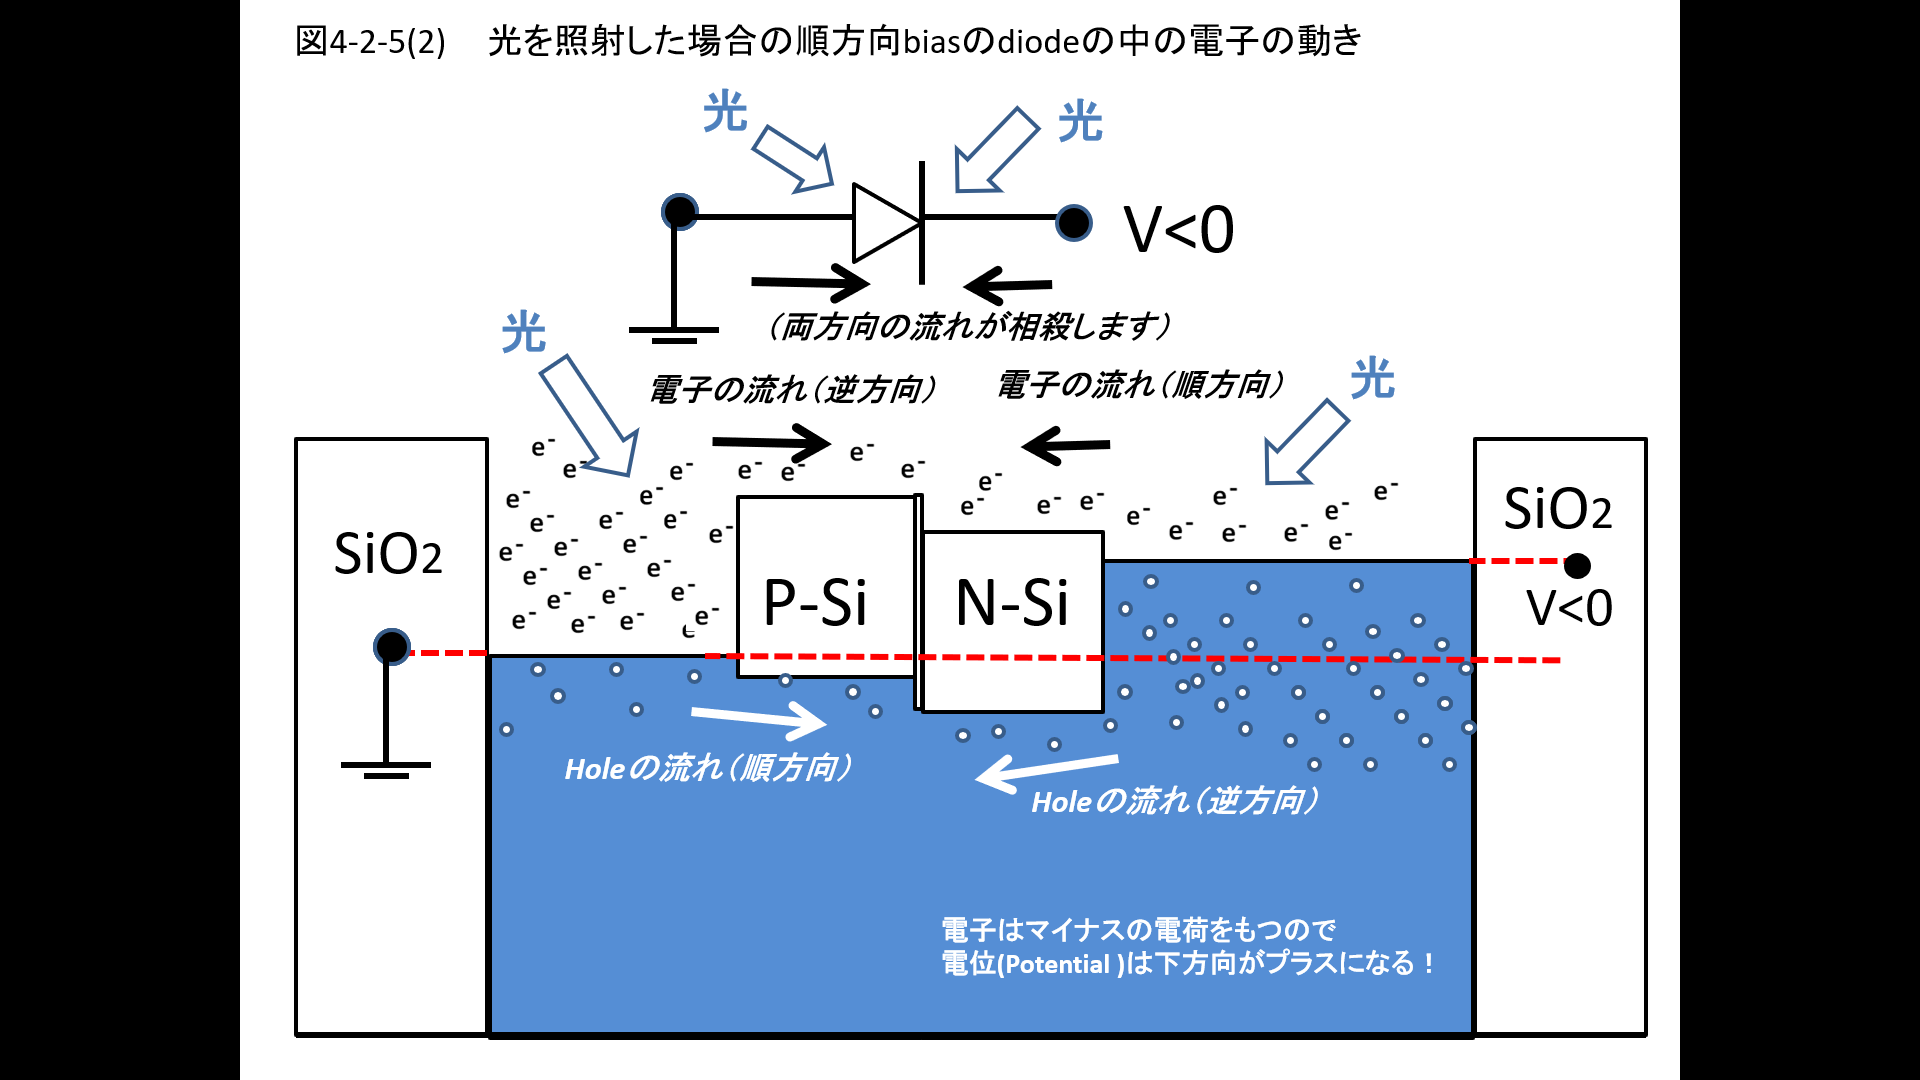 図4-2-5(2)　光を照射した場合の順方向biasのdiodeの中の電子の動き
光
光
V<0
(両方向の流れが相殺します)
光
電子の流れ(逆方向)
電子の流れ(順方向)
光
e- e- e- e- e- e- e- e- e- e- e- e- e- e- e- e- e- e- e- e- e- e- e- e- e- e- e- e- e- e- e- e- e- e- e- e- e- e- e- e- e- e- e- e-
SiO2
SiO2
P-Si
N-Si
V<0
Holeの流れ(順方向)
Holeの流れ(逆方向)
電子はマイナスの電荷をもつので
電位(Potential )は下方向がプラスになる！